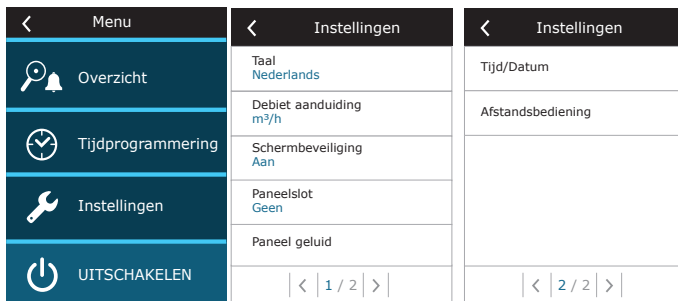 Menu
Overzicht
Tijdprogrammering
Instellingen
UITSCHAKELEN
Instellingen
Taal
Nederlands
Debiet aanduiding
m³/h
Schermbeveiliging
Aan
Paneelslot
Geen
Paneel geluid
1 / 2
Instellingen
Tijd/Datum
Afstandsbediening
2 / 2